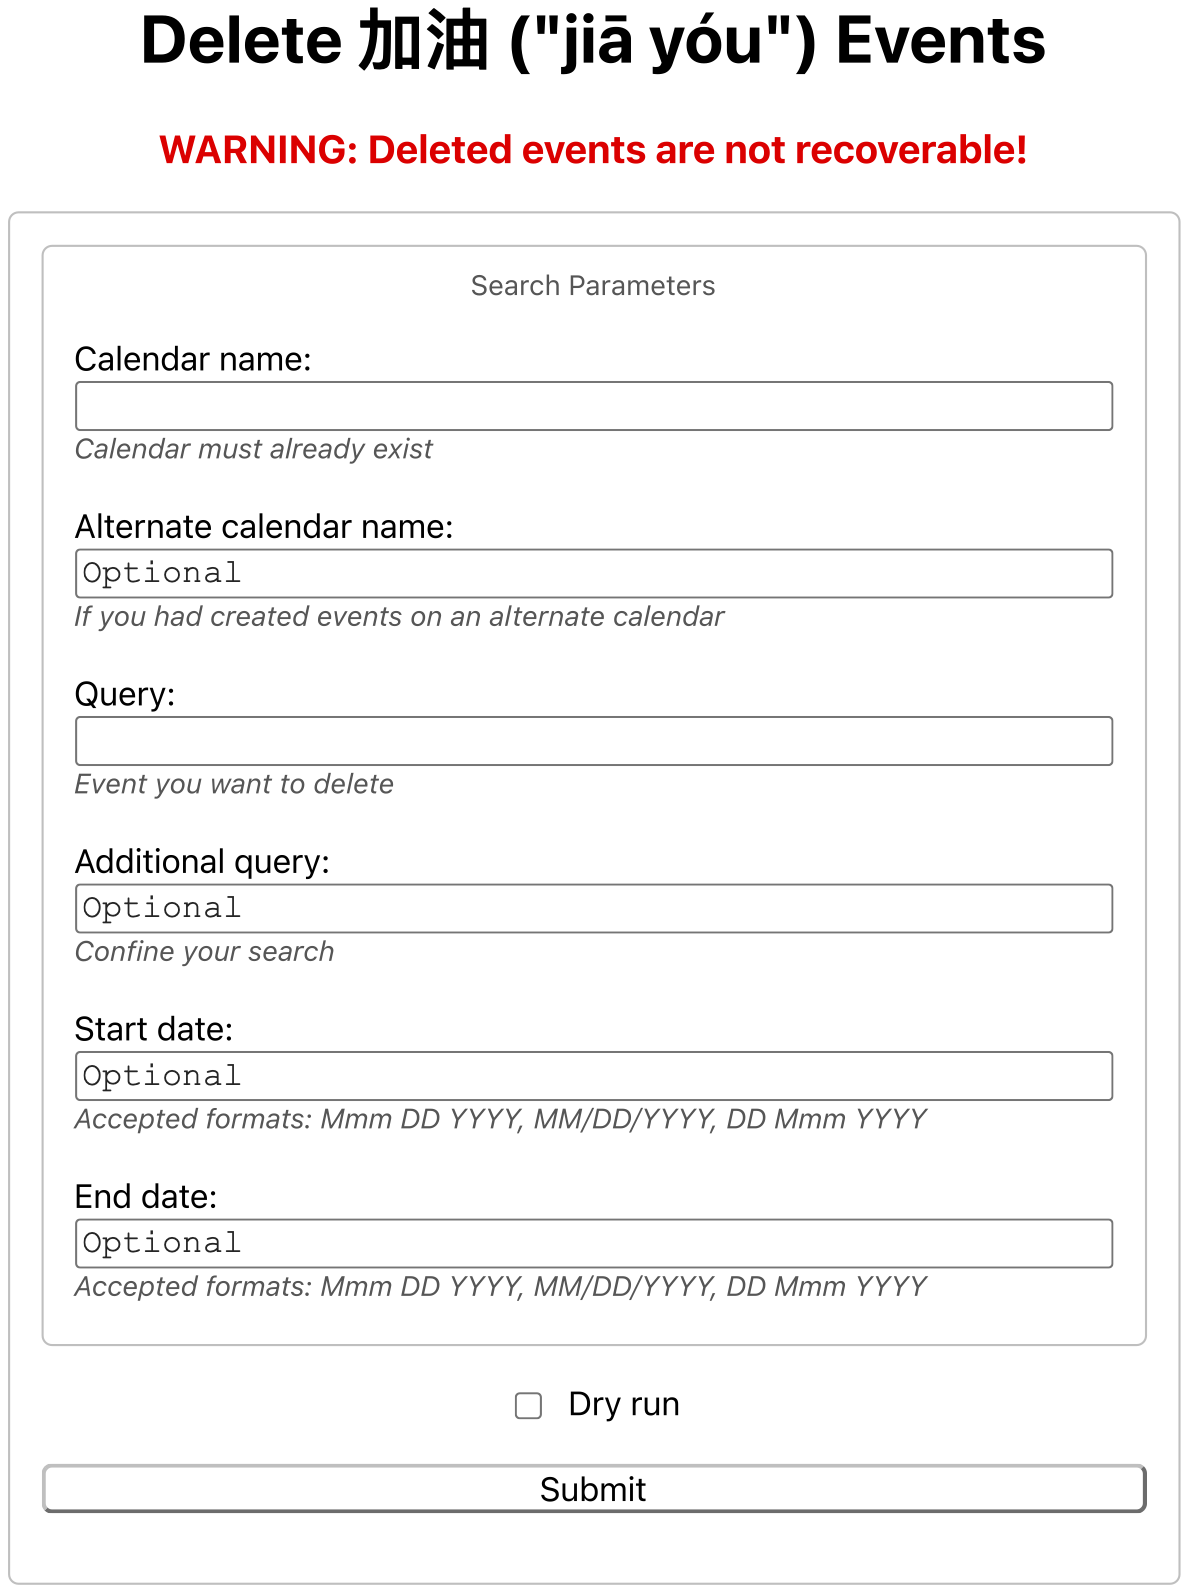 Delete 加油 ("jiā yóu") Events
WARNING: Deleted events are not recoverable!
Search Parameters
Calendar name:
Calendar must already exist
Alternate calendar name:
Optional
If you had created events on an alternate calendar
Query:
Event you want to delete
Additional query:
Optional
Confine your search
Start date:
Optional
Accepted formats: Mmm DD YYYY, MM/DD/YYYY, DD Mmm YYYY
End date:
Optional
Accepted formats: Mmm DD YYYY, MM/DD/YYYY, DD Mmm YYYY
Dry run
Submit